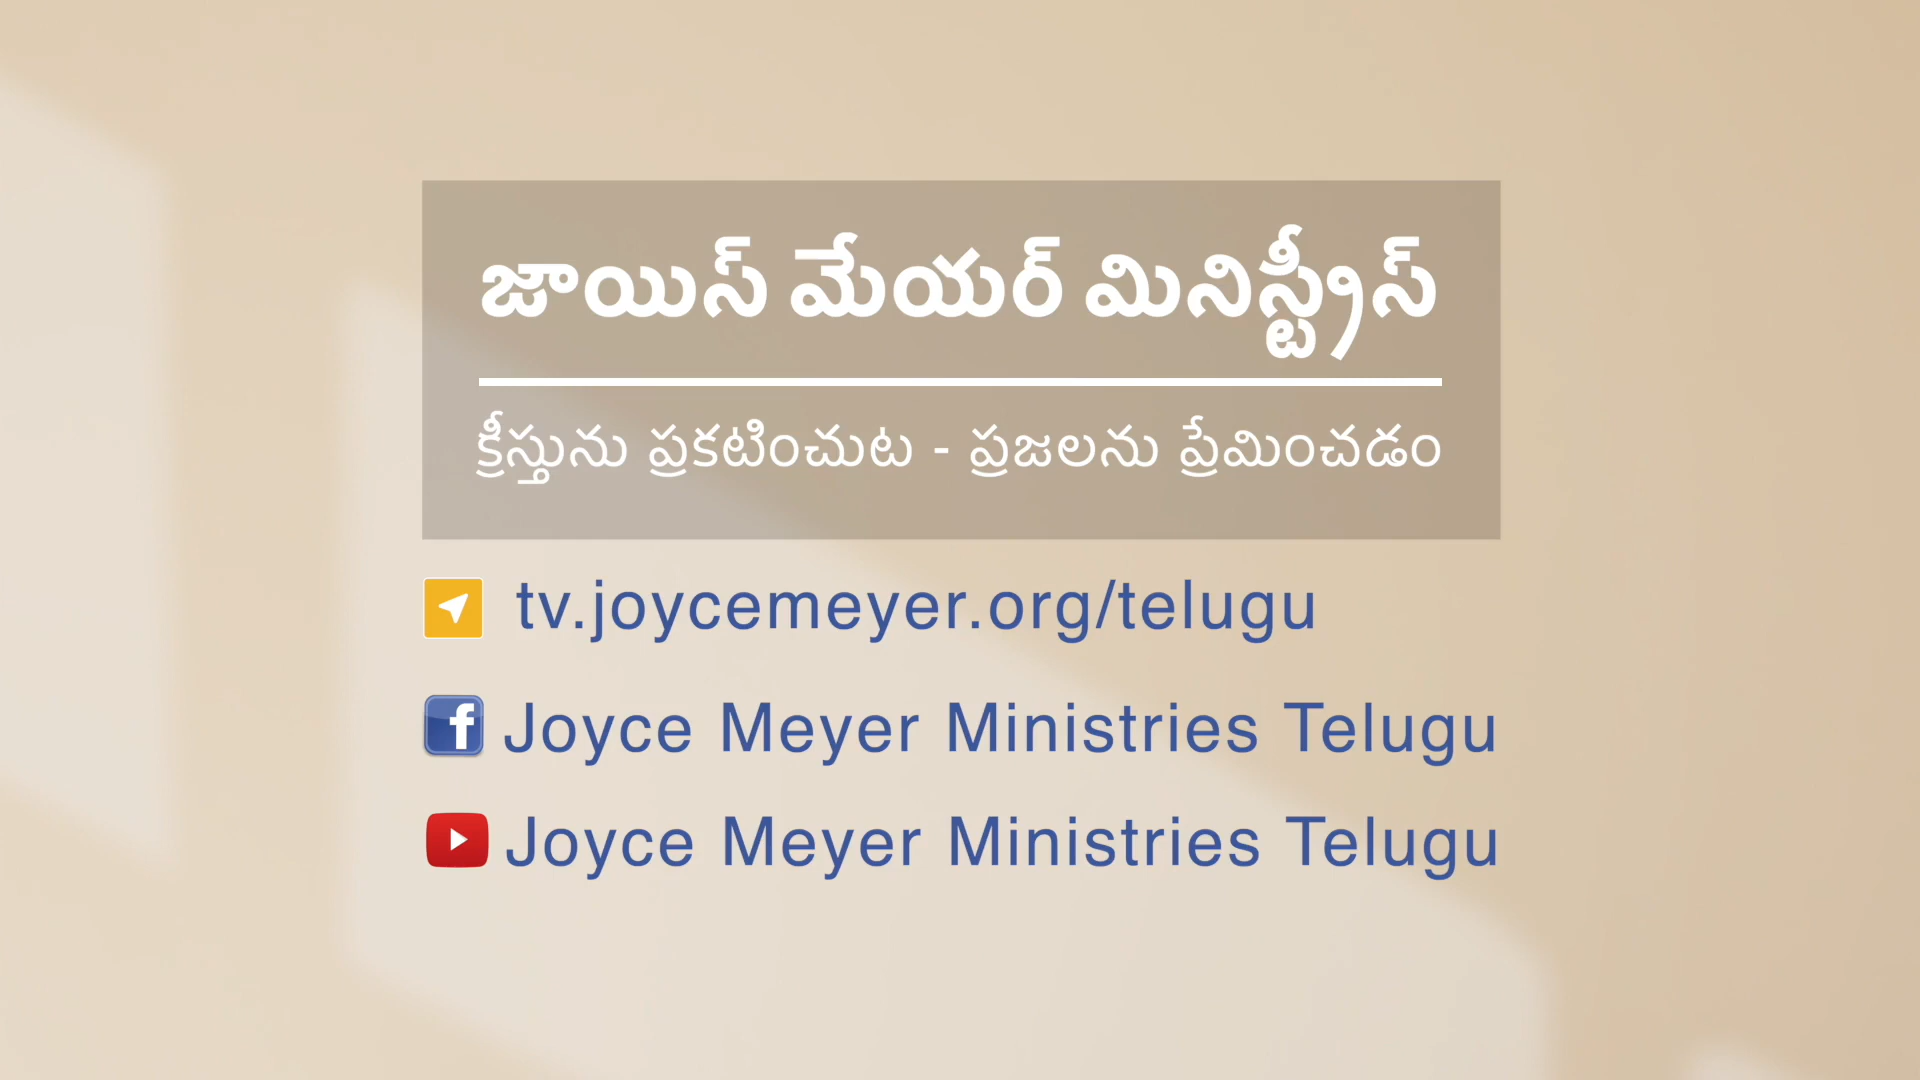 జాయిస్ మేయర్ మినిస్ట్రీస్
క్రీస్తును ప్రకటించుట - ప్రజలను ప్రేమించడం
tv.joycemeyer.org/telugu
Joyce Meyer Ministries Telugu
Joyce Meyer Ministries Telugu